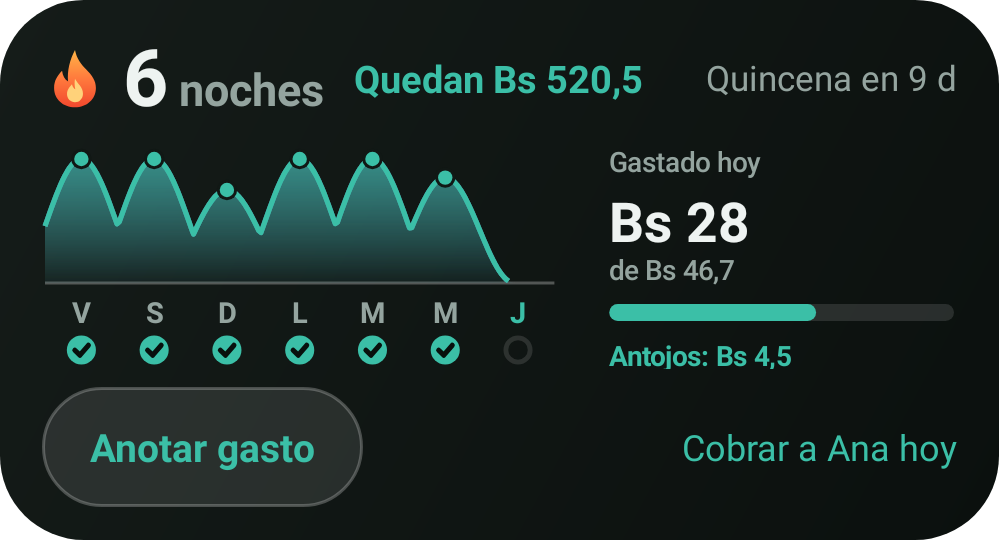 6 noches
Quedan Bs 520,5
Quincena en 9 d
Gastado hoy
Bs 28
de Bs 46,7
Antojos: Bs 4,5
V S D L M M J
Anotar gasto
Cobrar a Ana hoy